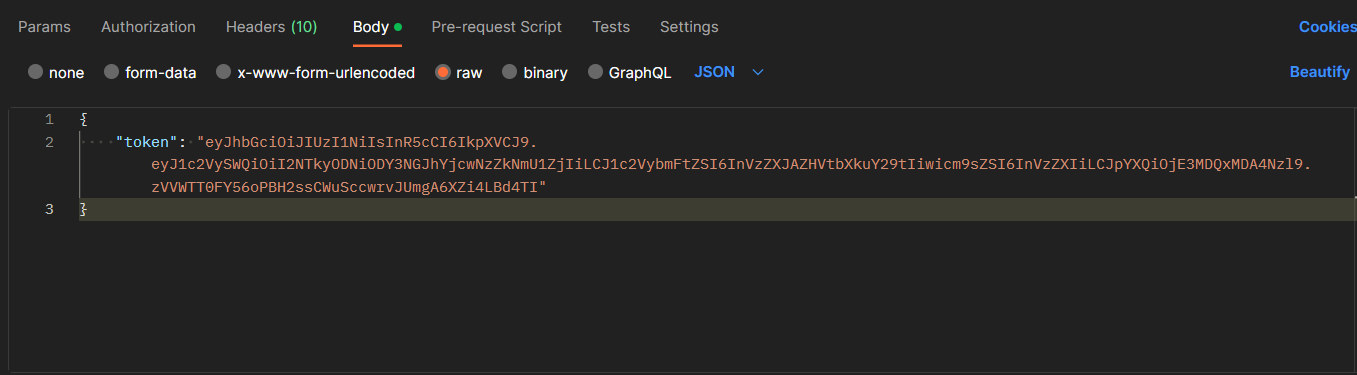 Params Authorization Headers (10) Body Pre-request Script Tests Settings Cookies
none form-data x-www-form-urlencoded raw binary GraphQL JSON Beautify
1 {
2 "token": "eyJhbGciOiJIUzI1NiIsInR5cCI6IkpXVCJ9.
eyJ1c2VySWQiOiI2NTkyODNiODY3NGJhYjcwNzZkNmU1ZjIiLCJ1c2VybmFtZSI6InVzZXJAZHVtbXkuY29tIiwicm9sZSI6InVzZXIiLCJpYXQiOjE3MDQxMDA4Nzl9.
zVVWTT0FY56oPBH2ssCWuSccwrvJUmgA6XZi4LBd4TI"
3 }